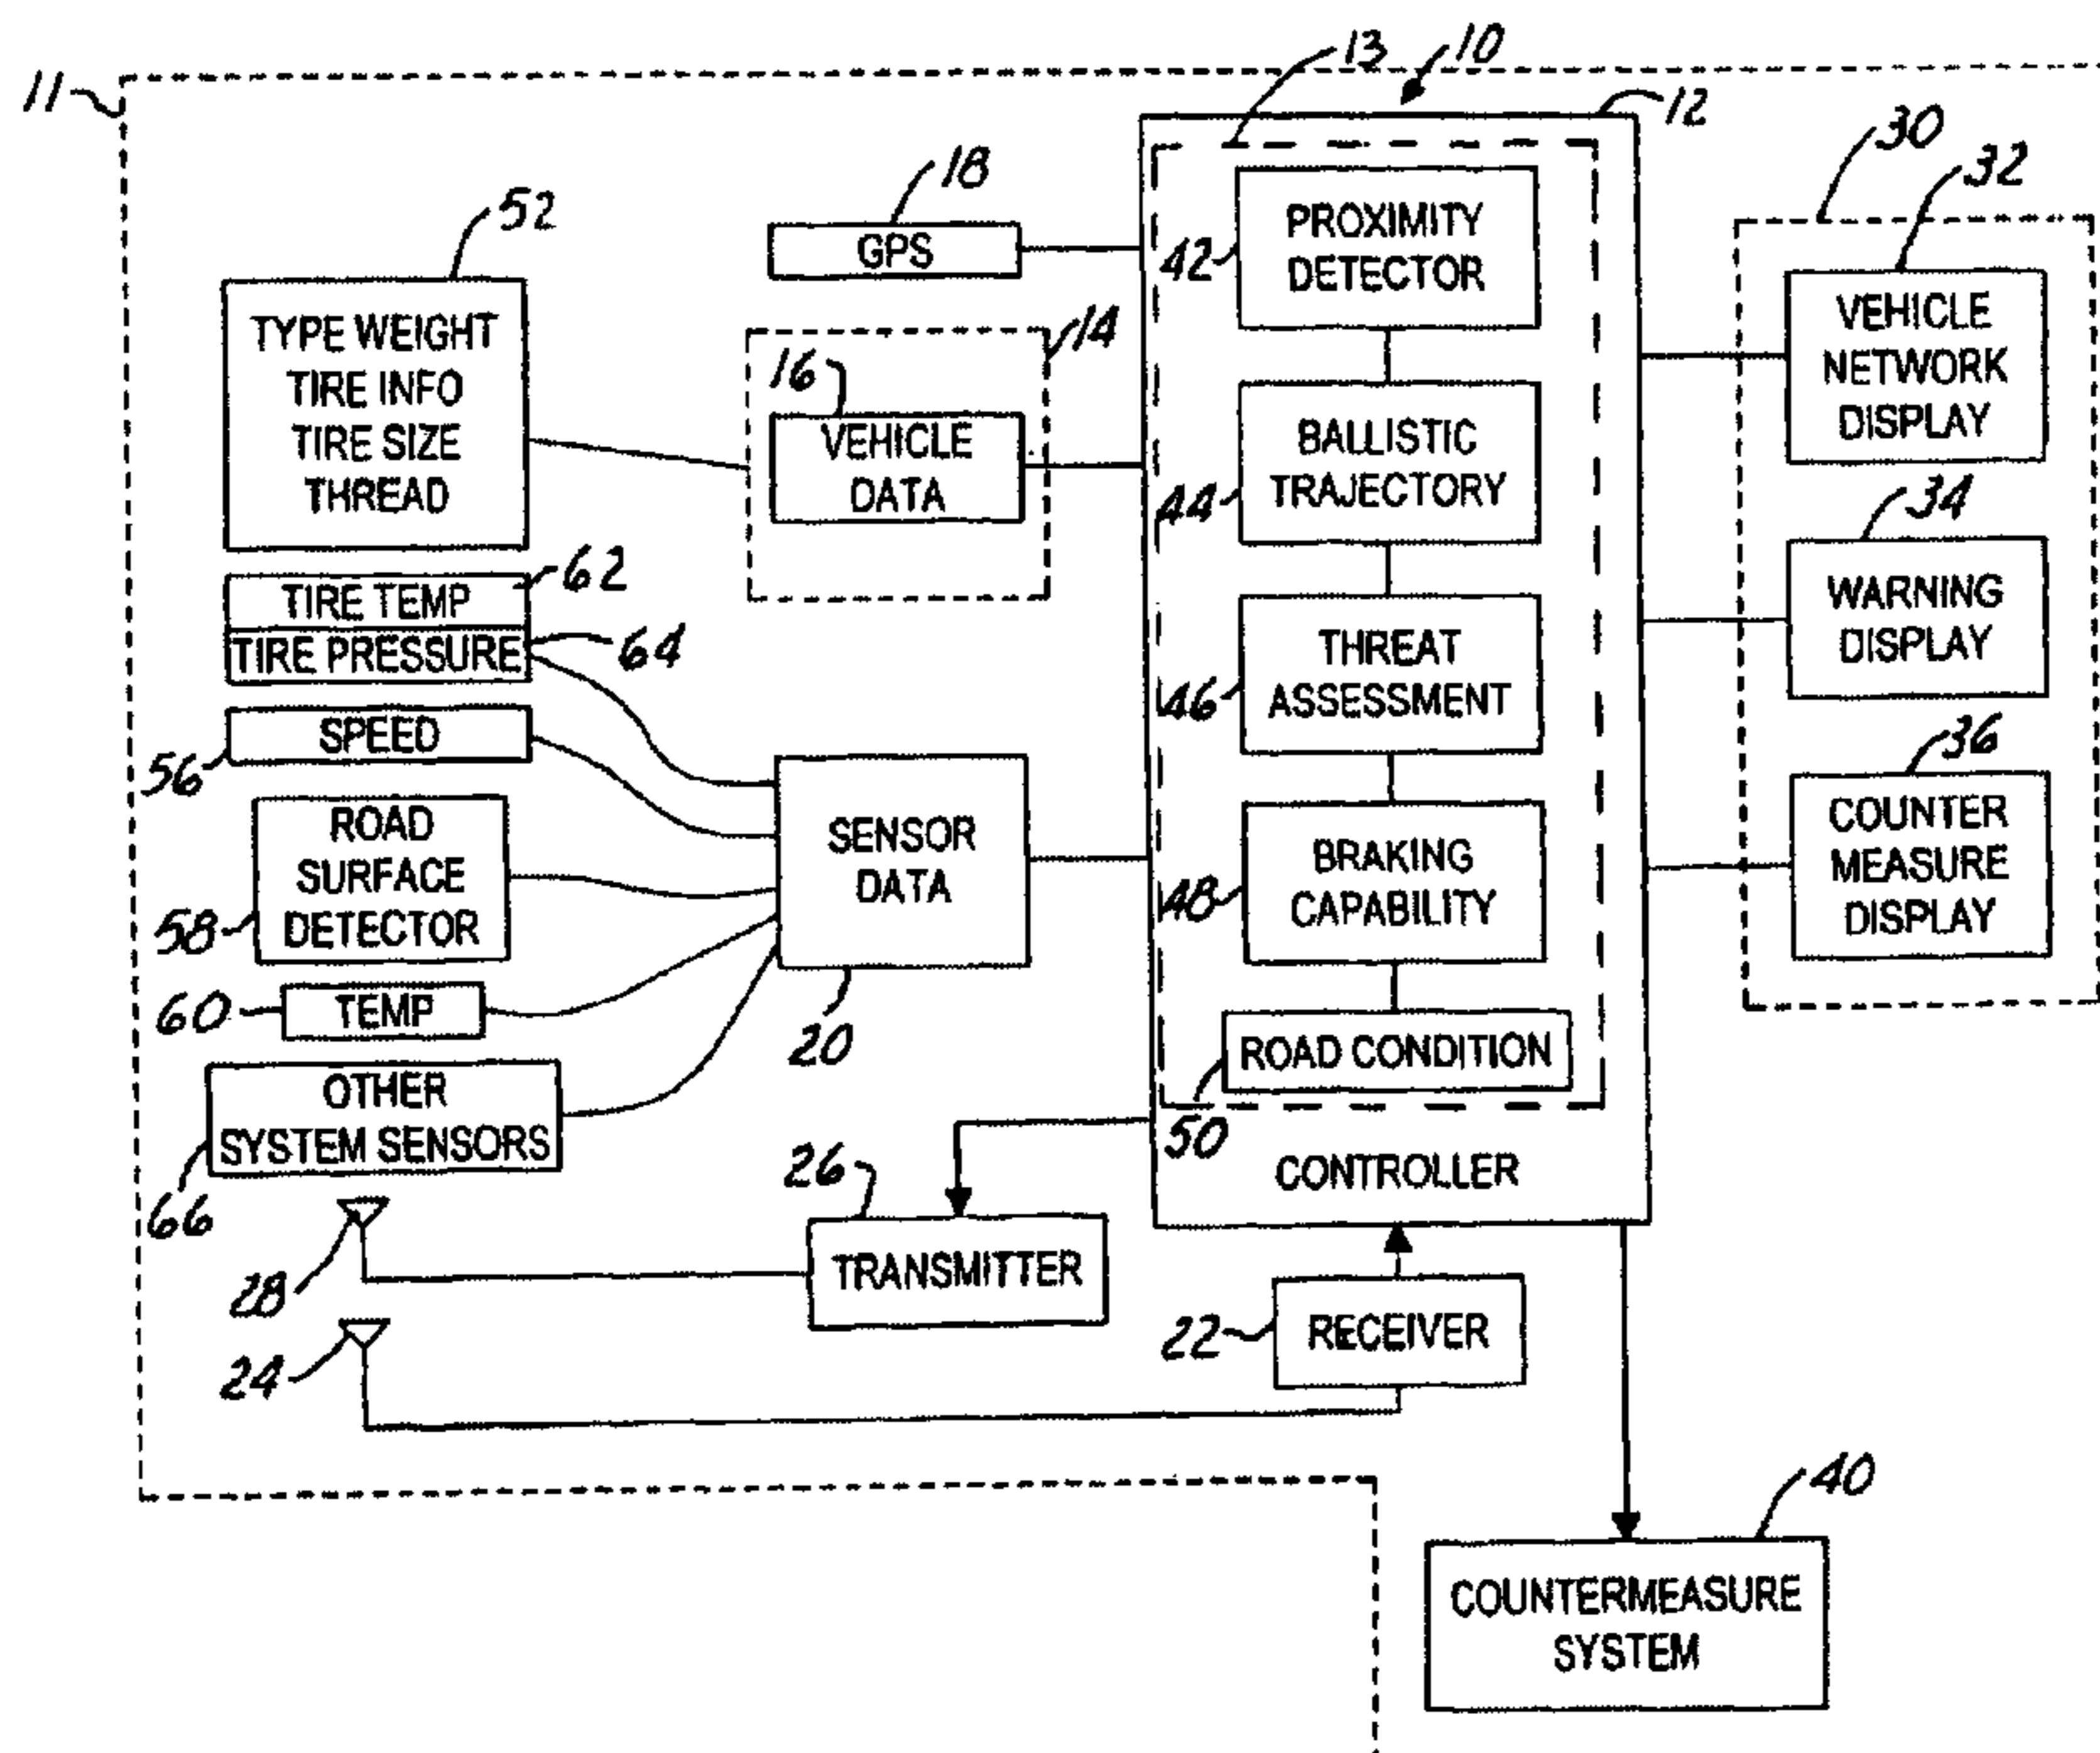 11
13
10
12
30
32
18
GPS
52
TYPE WEIGHT
TIRE INFO
TIRE SIZE
THREAD
14
16
VEHICLE
DATA
42
PROXIMITY
DETECTOR
44
BALLISTIC
TRAJECTORY
46
THREAT
ASSESSMENT
48
BRAKING
CAPABILITY
50
ROAD CONDITION
CONTROLLER
VEHICLE
NETWORK
DISPLAY
34
WARNING
DISPLAY
36
COUNTER
MEASURE
DISPLAY
62
TIRE TEMP
TIRE PRESSURE
64
SPEED
56
ROAD
SURFACE
DETECTOR
58
60
TEMP
OTHER
SYSTEM SENSORS
66
SENSOR
DATA
20
26
TRANSMITTER
28
24
22
RECEIVER
40
COUNTERMEASURE
SYSTEM